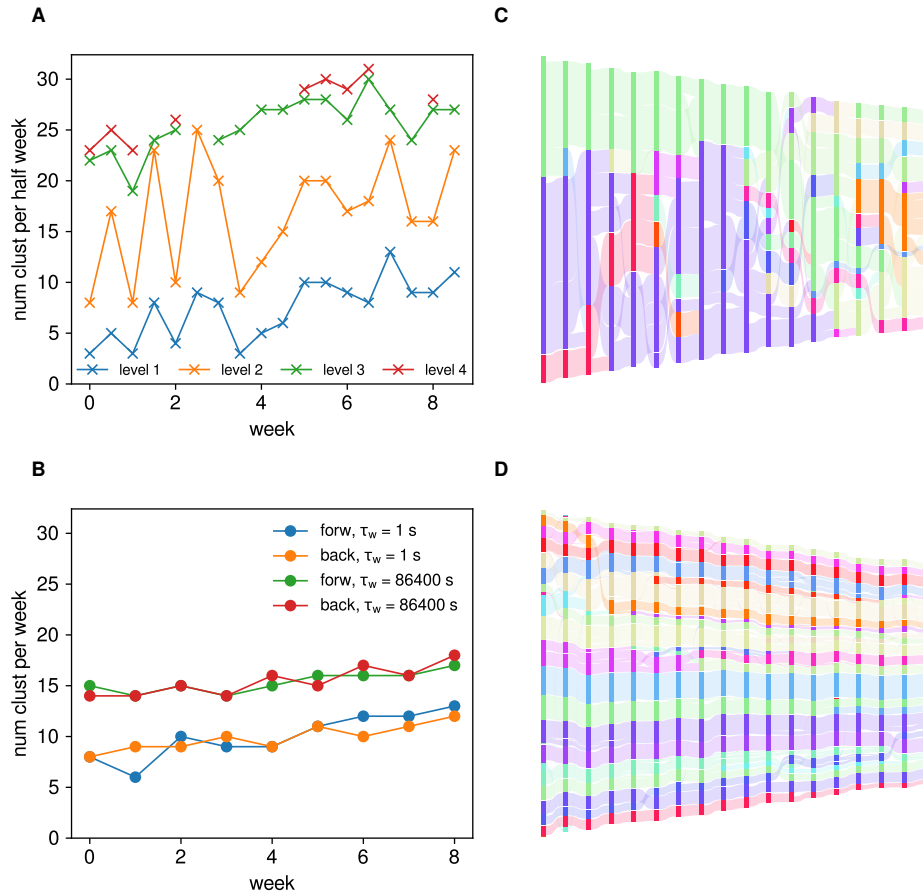 A
num clust per half week
30
25
20
15
10
5
0
level 1 level 2 level 3 level 4
0 2 4 6 8
week
B
num clust per week
30
25
20
15
10
5
0
forw, τw = 1 s
back, τw = 1 s
forw, τw = 86400 s
back, τw = 86400 s
0 2 4 6 8
week
C
D